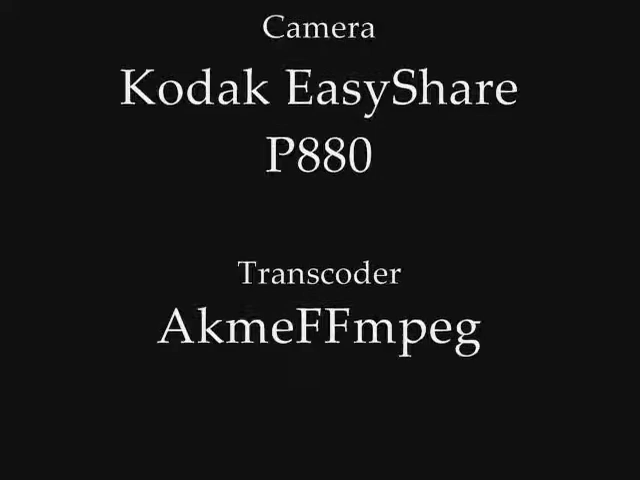 Camera
Kodak EasyShare
P880
Transcoder
AkmeFFmpeg